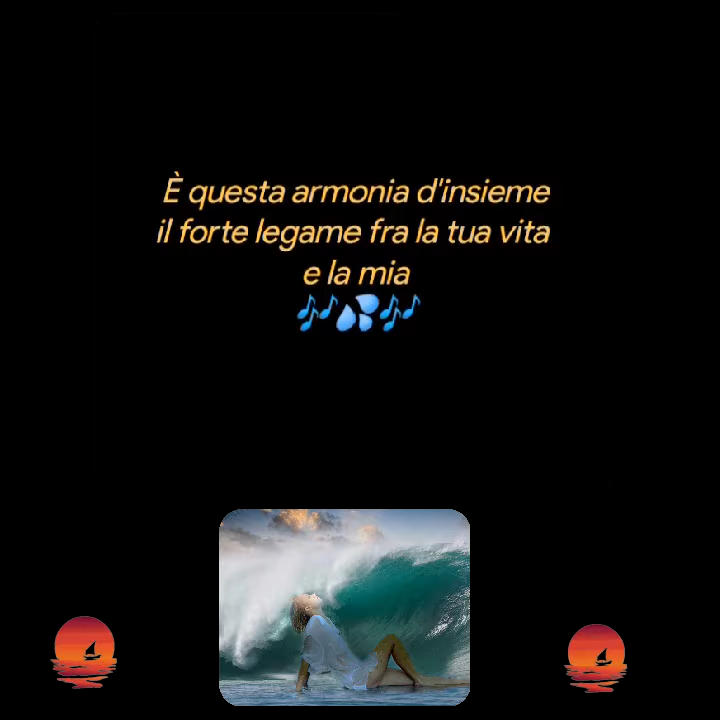 È questa armonia d'insieme
il forte legame fra la tua vita
e la mia
🎶💦🎶